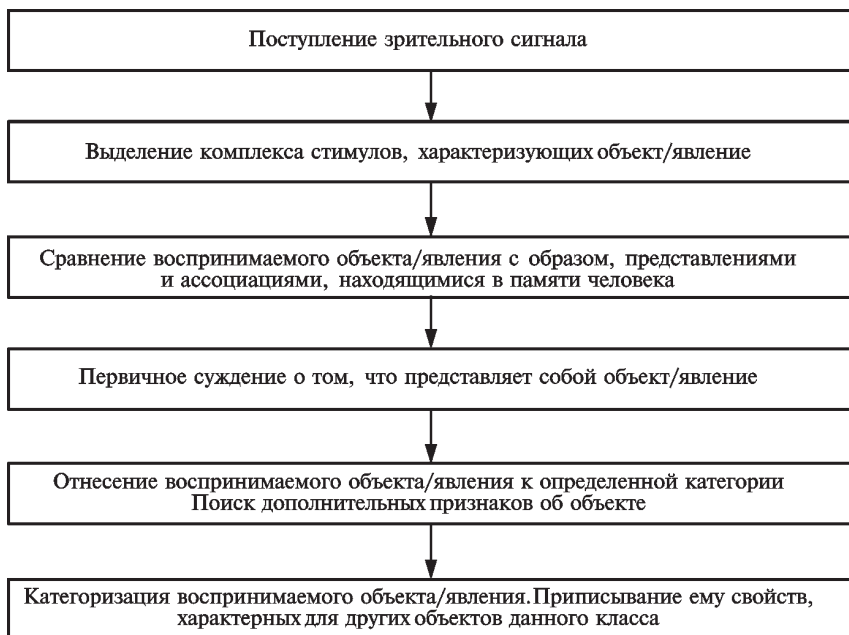 Поступление зрительного сигнала
Выделение комплекса стимулов, характеризующих объект/явление
Сравнение воспринимаемого объекта/явления с образом, представлениями
и ассоциациями, находящимися в памяти человека
Первичное суждение о том, что представляет собой объект/явление
Отнесение воспринимаемого объекта/явления к определенной категории
Поиск дополнительных признаков об объекте
Категоризация воспринимаемого объекта/явления.Приписывание ему свойств,
характерных для других объектов данного класса